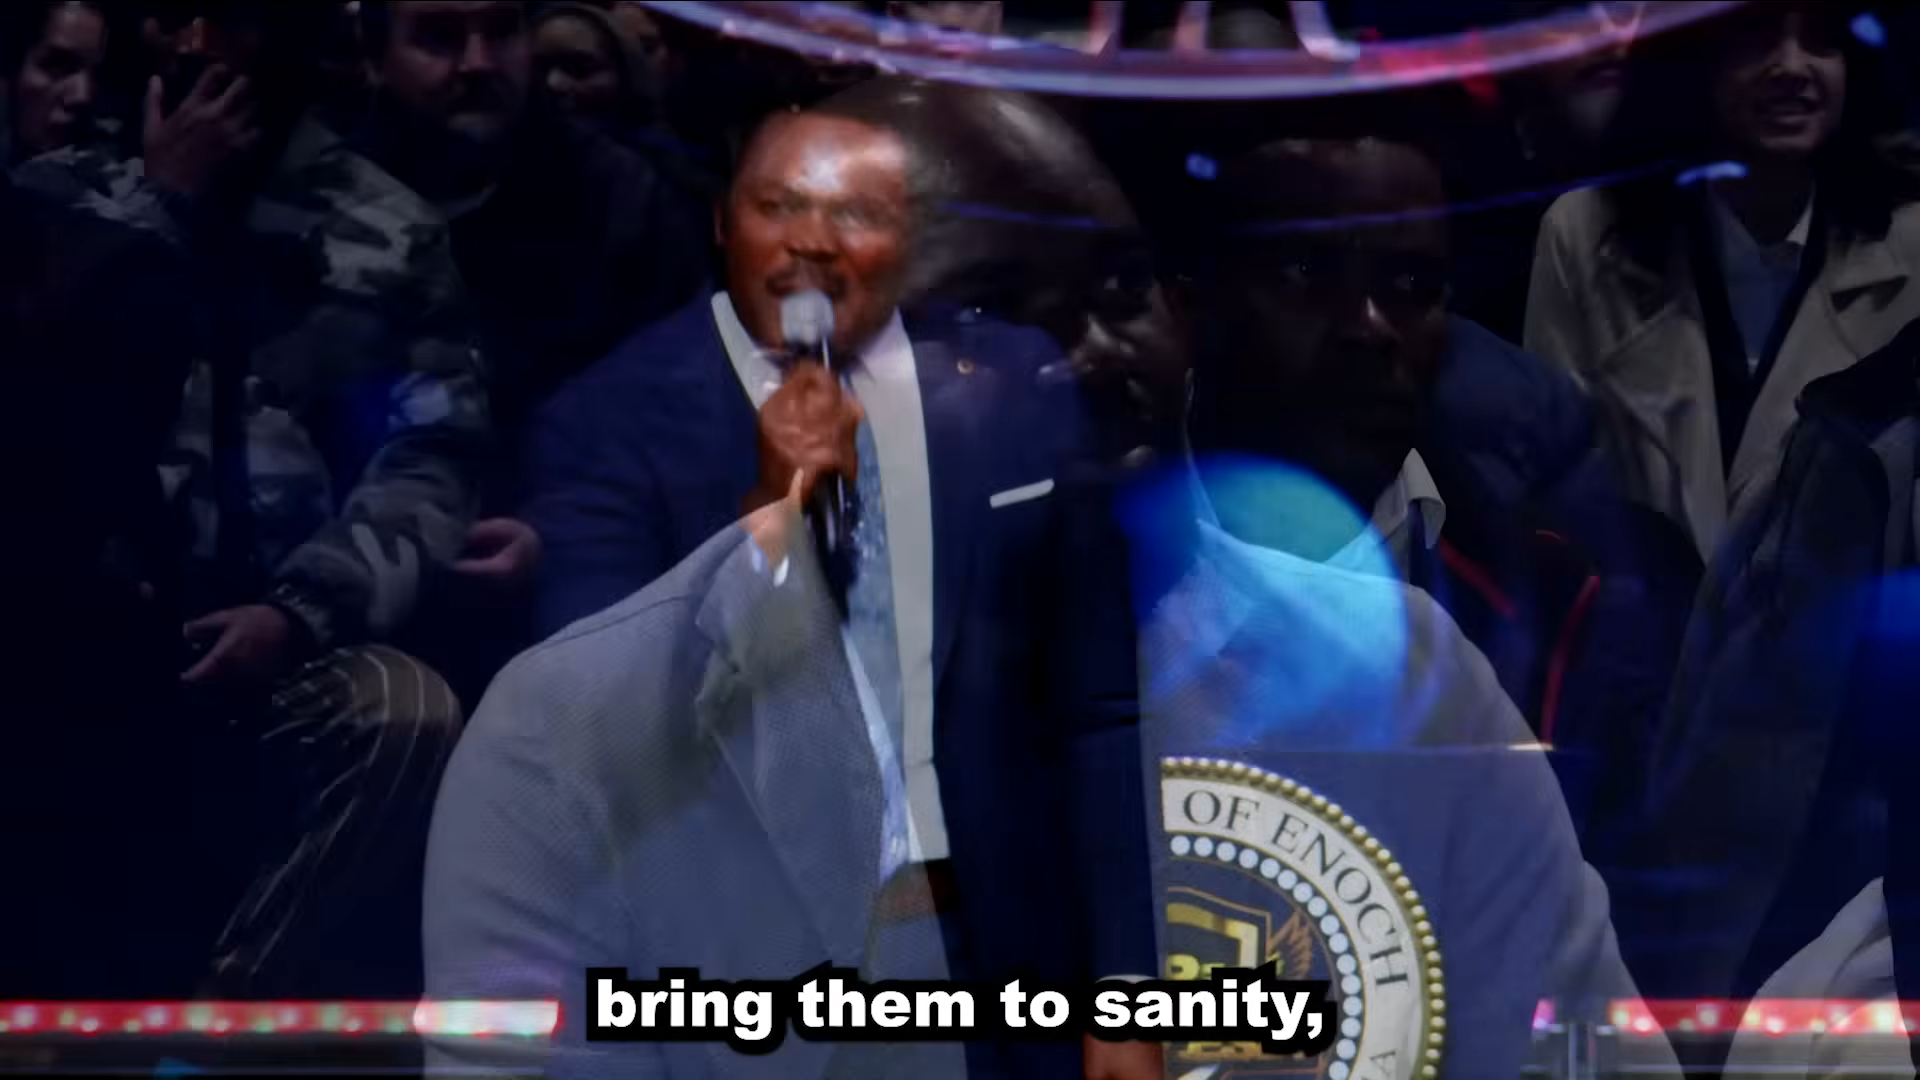 OF ENOCH
bring them to sanity,